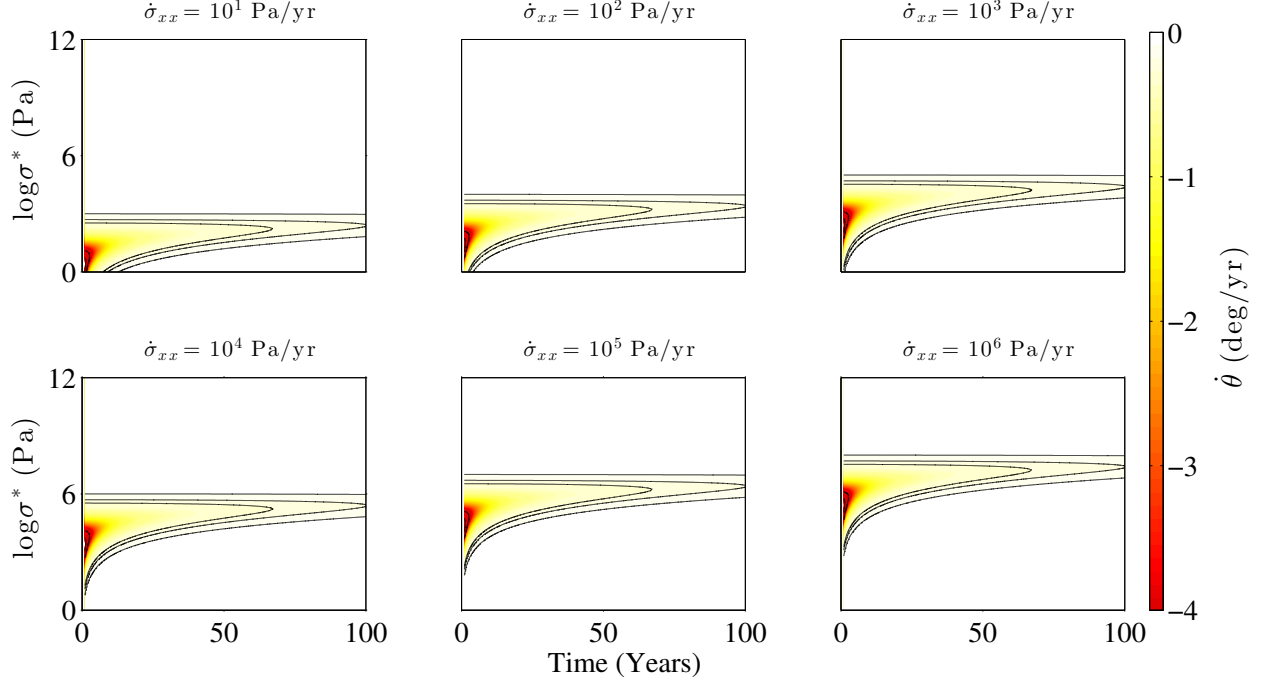 σ̇ₓₓ = 10¹ Pa/yr
σ̇ₓₓ = 10² Pa/yr
σ̇ₓₓ = 10³ Pa/yr
12
6
0
logσ* (Pa)
σ̇ₓₓ = 10⁴ Pa/yr
σ̇ₓₓ = 10⁵ Pa/yr
σ̇ₓₓ = 10⁶ Pa/yr
12
6
0
logσ* (Pa)
0 50 100
0 50 100
0 50 100
Time (Years)
0
−1
−2
−3
−4
θ̇ (deg/yr)